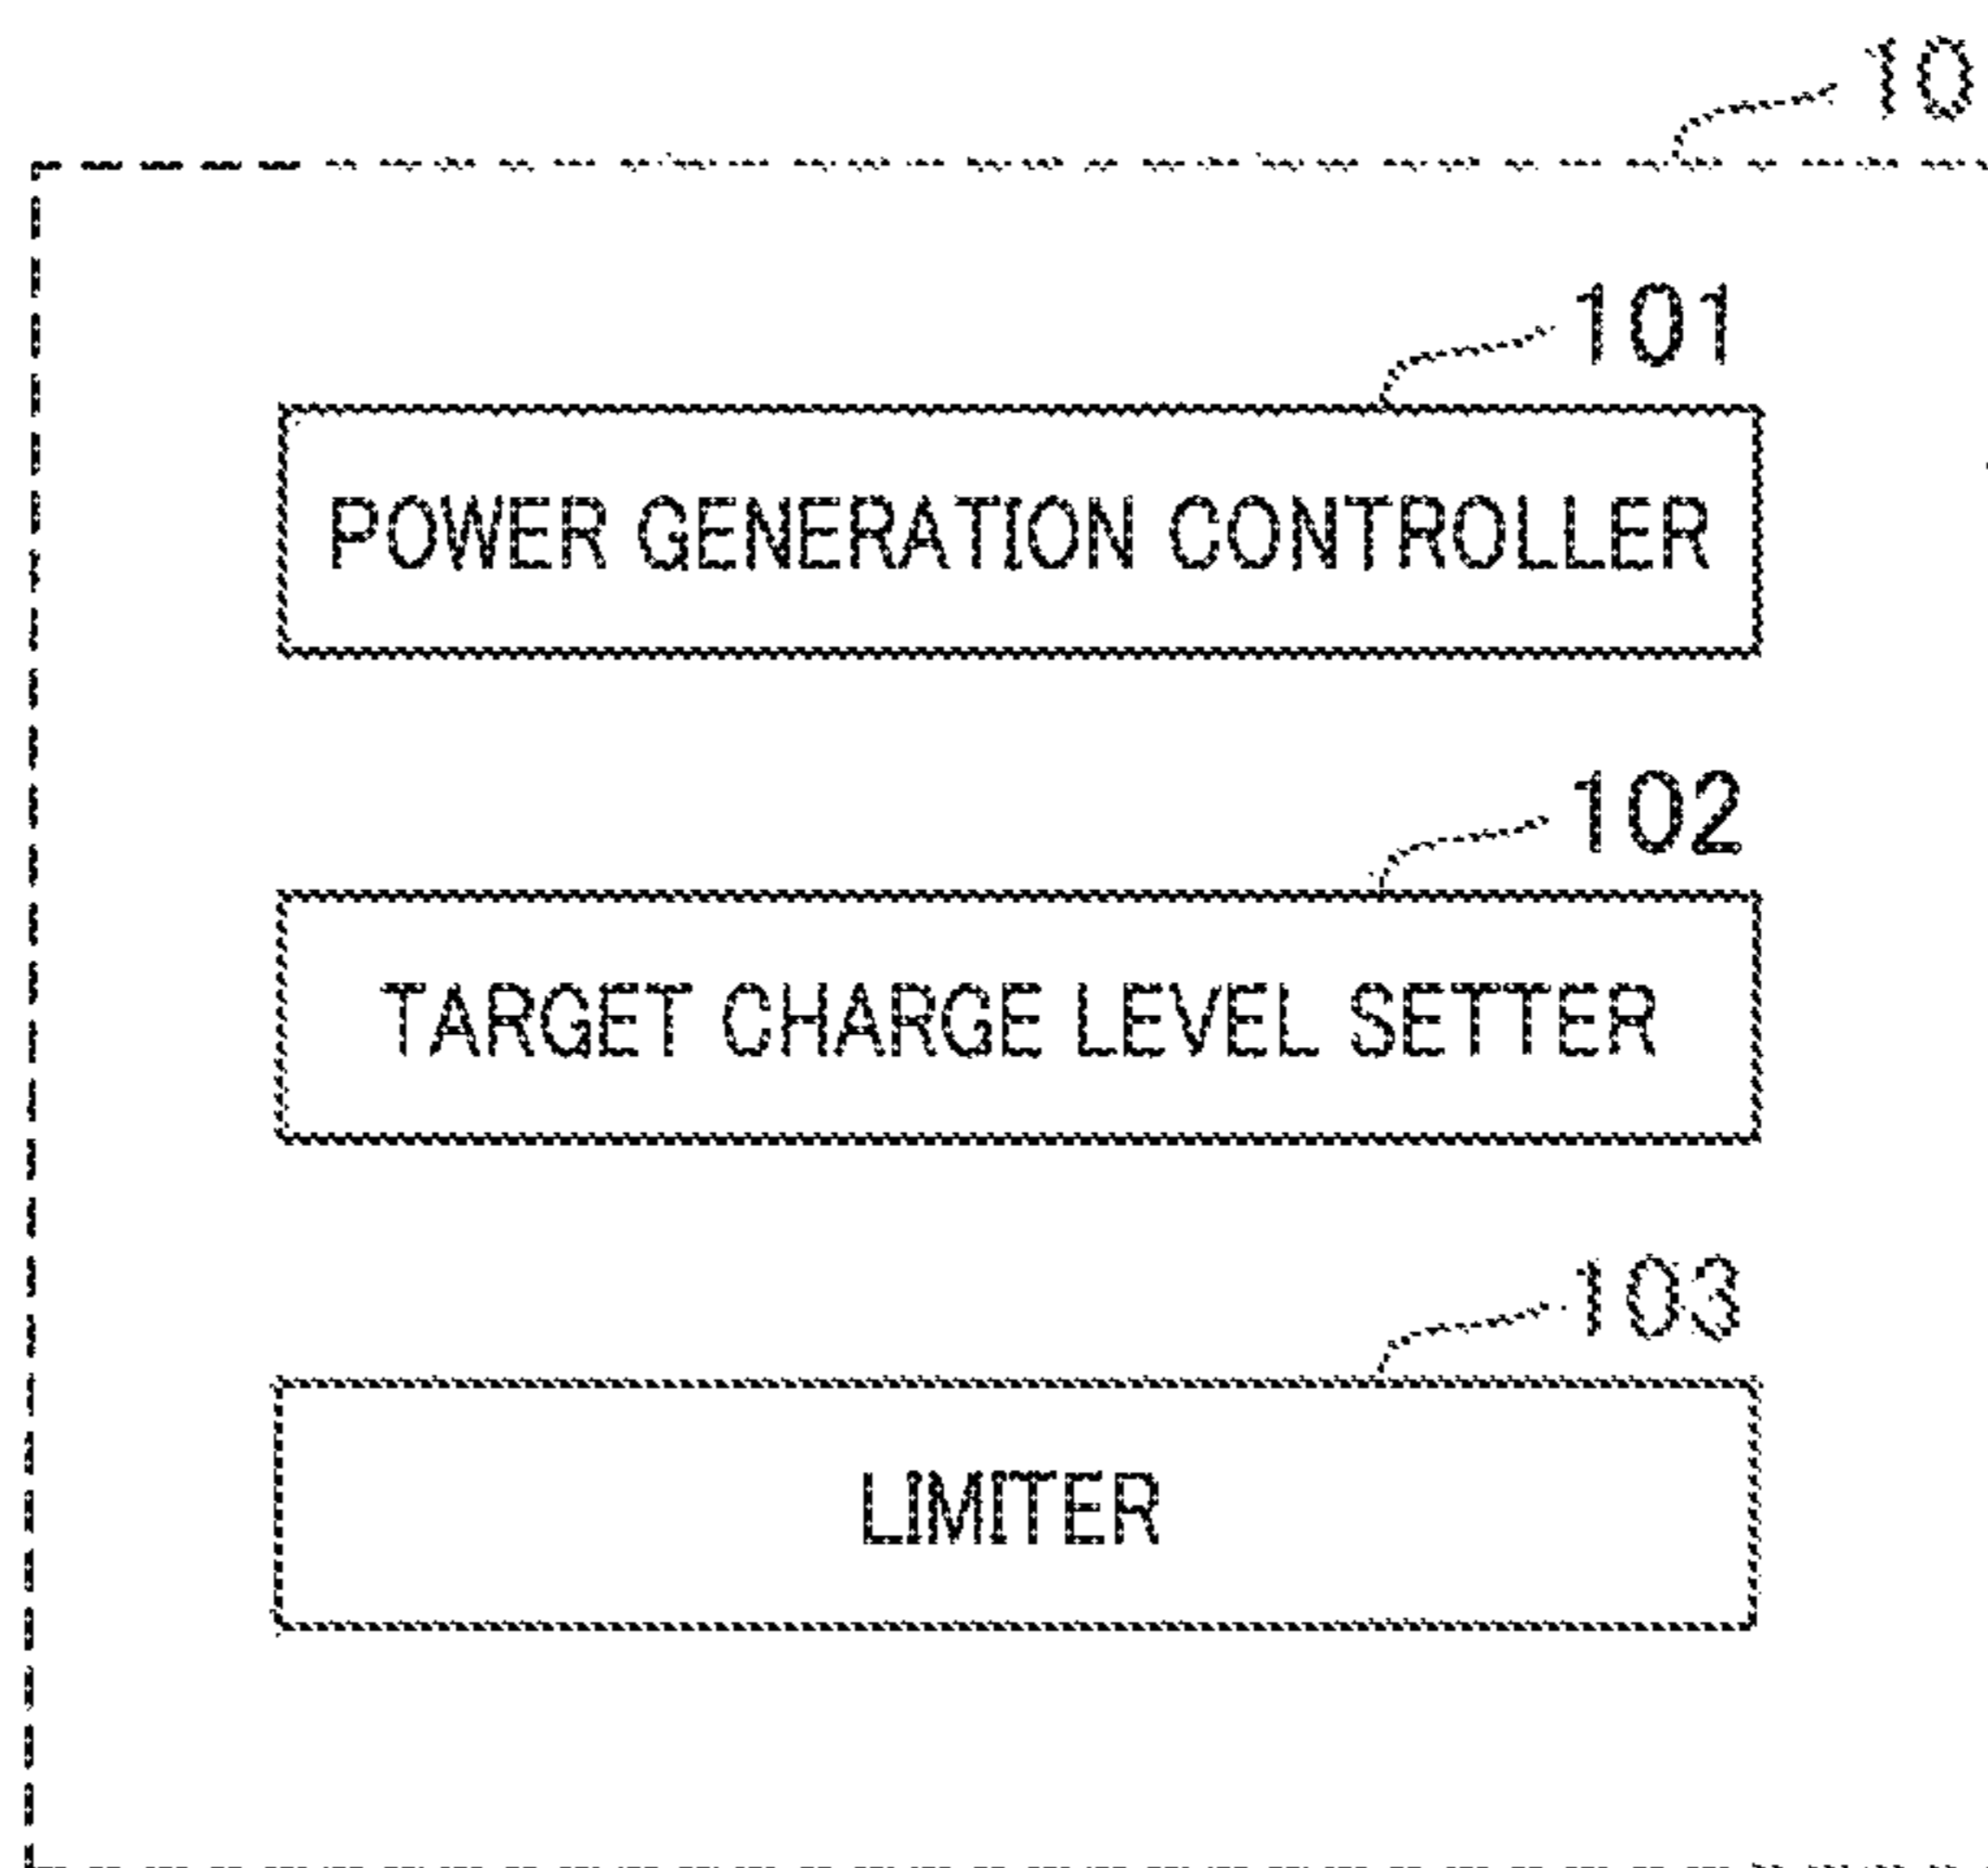 10
101
POWER GENERATION CONTROLLER
102
TARGET CHARGE LEVEL SETTER
103
LIMITER